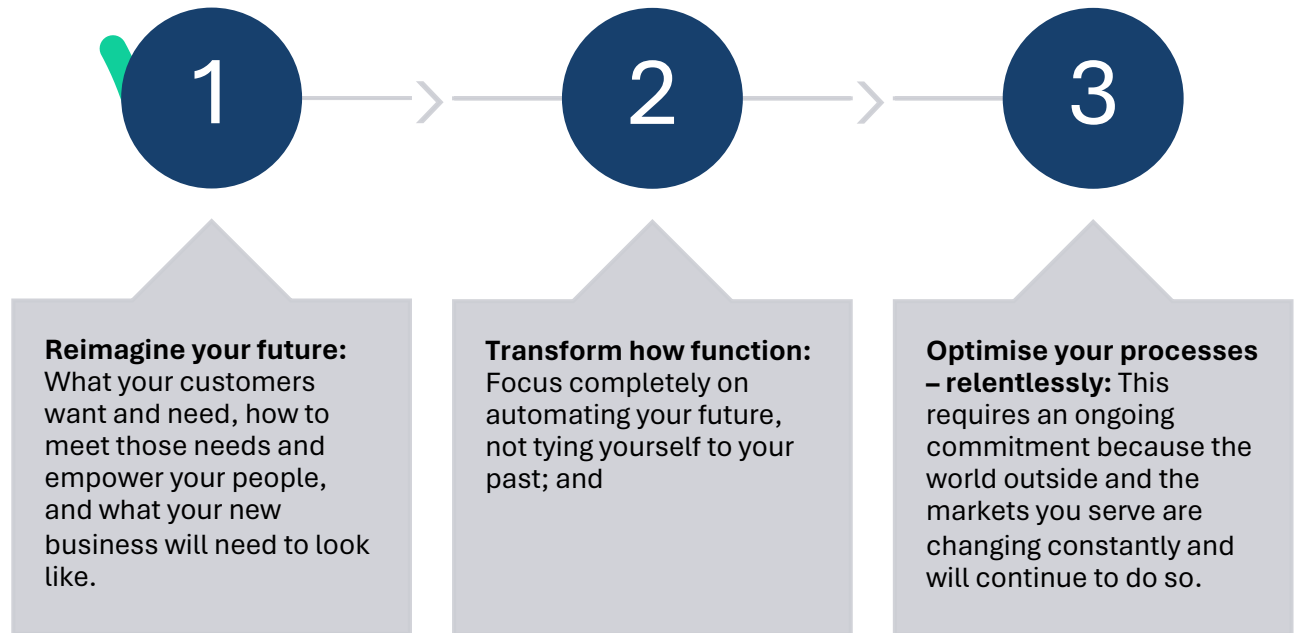 1
2
3
Reimagine your future:
What your customers
want and need, how to
meet those needs and
empower your people,
and what your new
business will need to look
like.
Transform how function:
Focus completely on
automating your future,
not tying yourself to your
past; and
Optimise your processes
– relentlessly: This
requires an ongoing
commitment because the
world outside and the
markets you serve are
changing constantly and
will continue to do so.